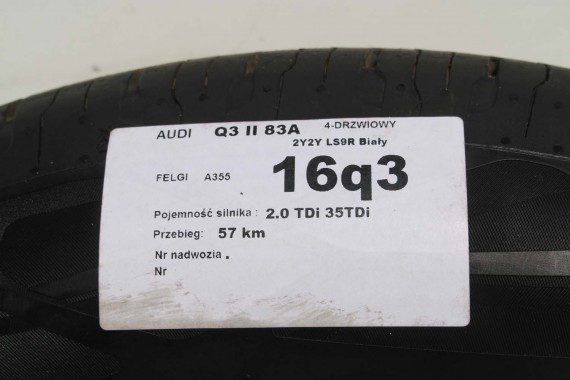 AUDI Q3 II 83A 4-DRZWIOWY
2Y2Y LS9R Biały
FELGI A355 16q3
Pojemność silnika : 2.0 TDi 35TDi
Przebieg: 57 km
Nr nadwozia .
Nr